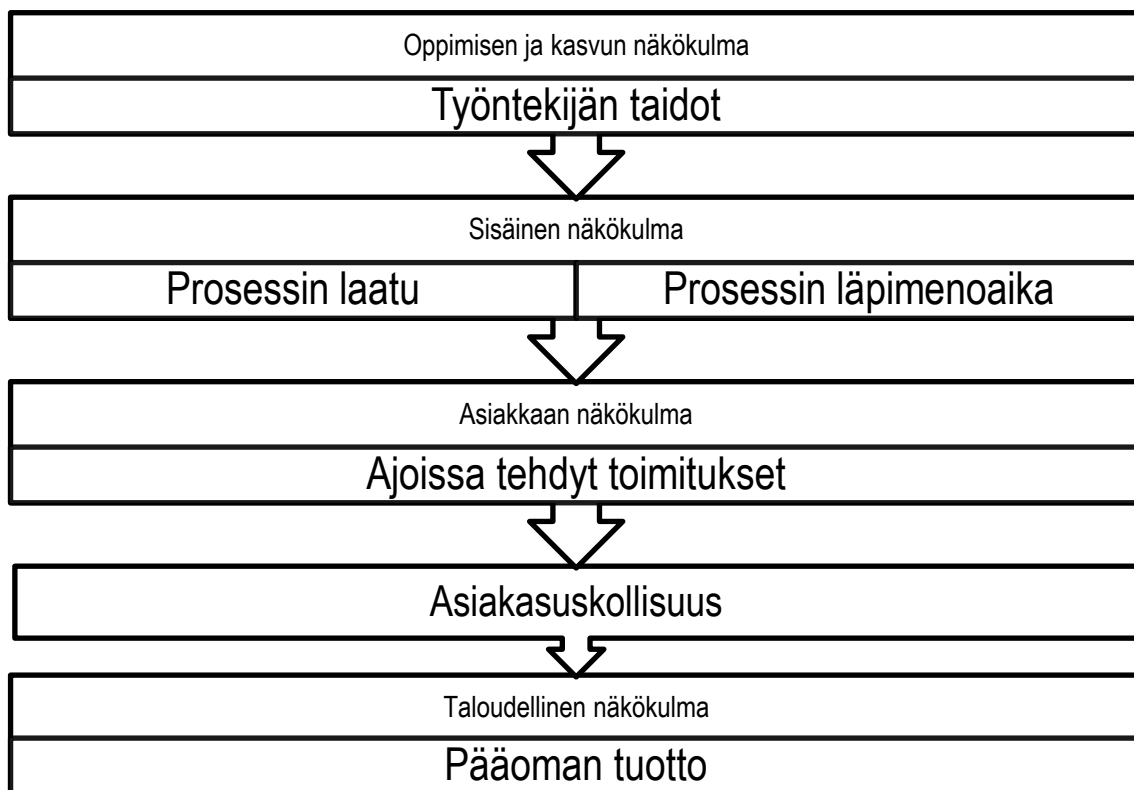 Oppimisen ja kasvun näkökulma
Työntekijän taidot
Sisäinen näkökulma
Prosessin laatu
Prosessin läpimenoaika
Asiakkaan näkökulma
Ajoissa tehdyt toimitukset
Asiakasuskollisuus
Taloudellinen näkökulma
Pääoman tuotto